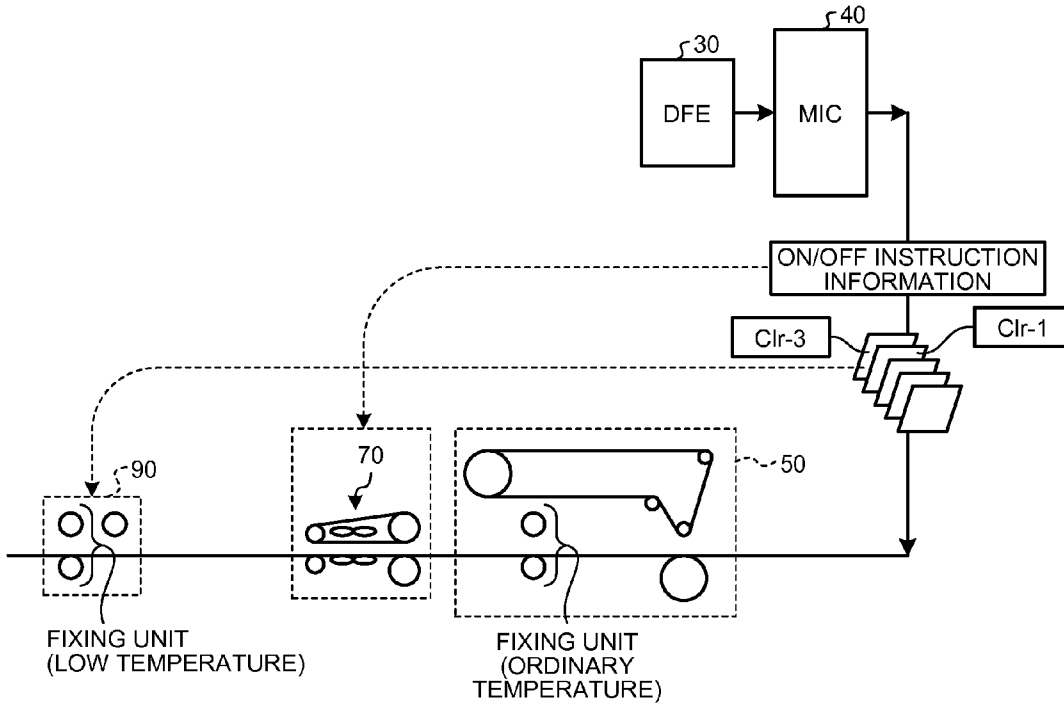 40
30
DFE
MIC
ON/OFF INSTRUCTION
INFORMATION
Clr-3
Clr-1
90
70
50
FIXING UNIT
(LOW TEMPERATURE)
FIXING UNIT
(ORDINARY
TEMPERATURE)